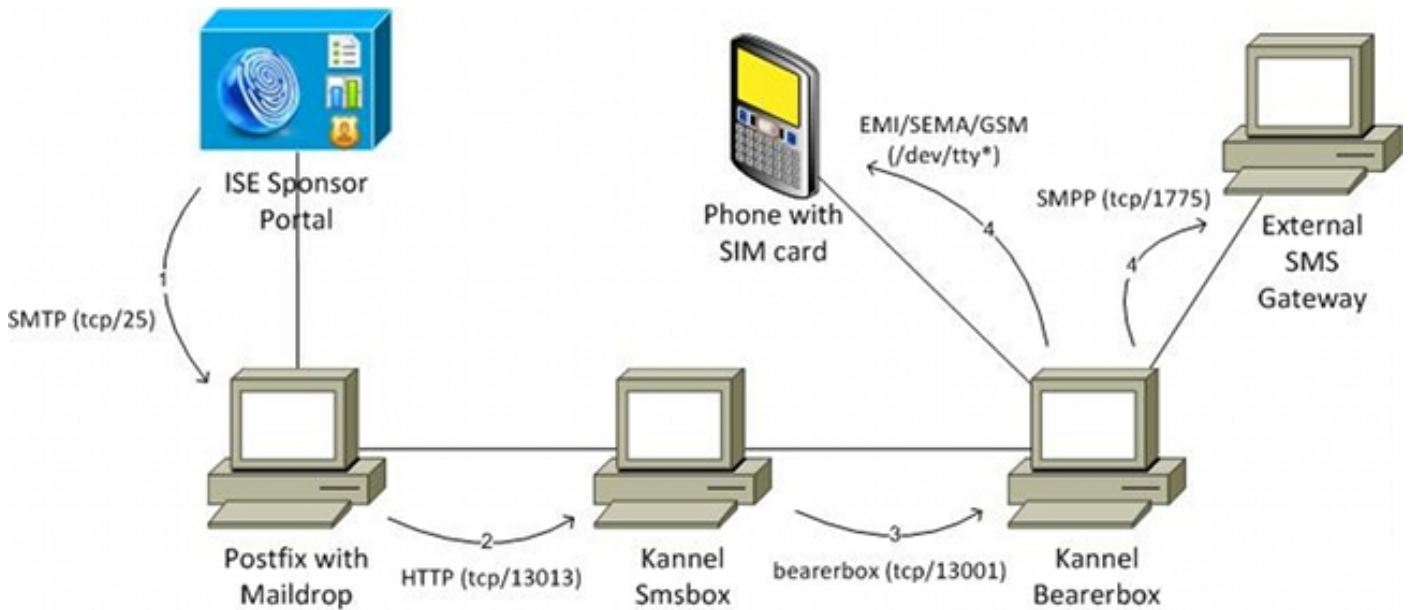 ISE Sponsor
Portal
1
SMTP (tcp/25)
Postfix with
Maildrop
2
HTTP (tcp/13013)
Kannel
Smsbox
3
bearerbox (tcp/13001)
Kannel
Bearerbox
Phone with
SIM card
EMI/SEMA/GSM
(/dev/tty*)
4
SMPP (tcp/1775)
4
External
SMS
Gateway